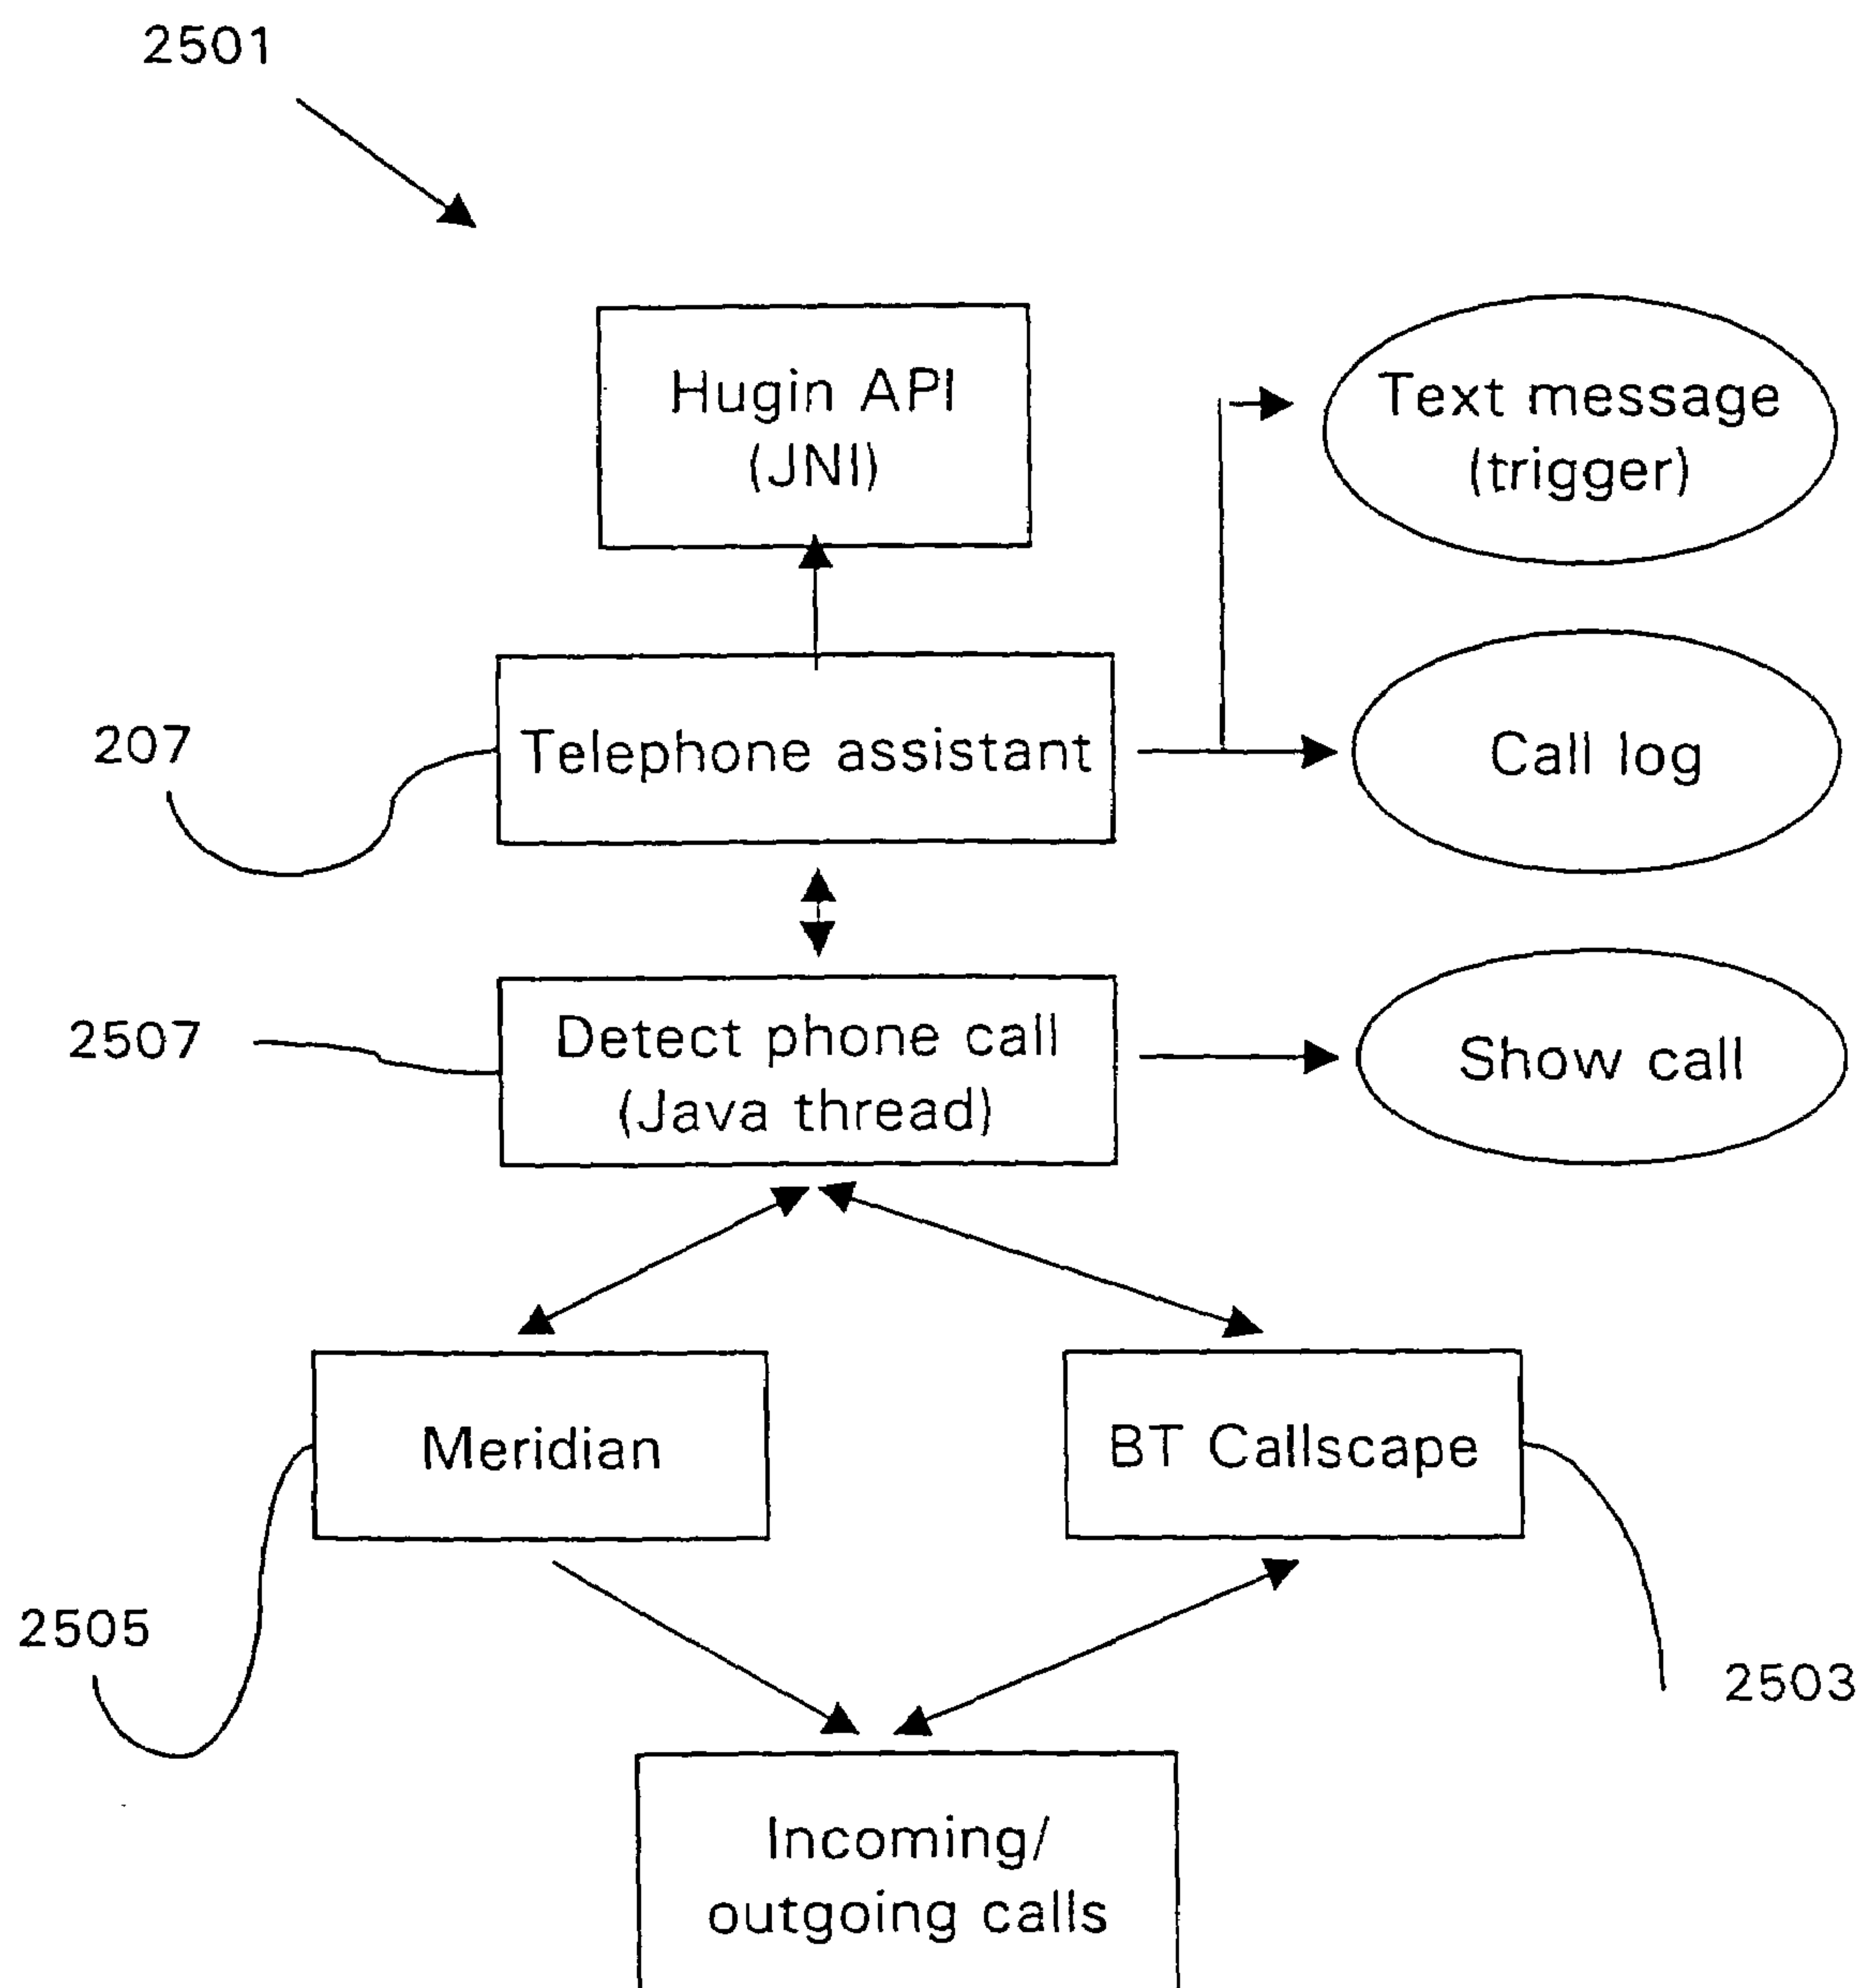 2501
Hugin API
(JNI)
Text message
(trigger)
207
Telephone assistant
Call log
2507
Detect phone call
(Java thread)
Show call
Meridian
BT Callscape
2505
2503
Incoming/
outgoing calls